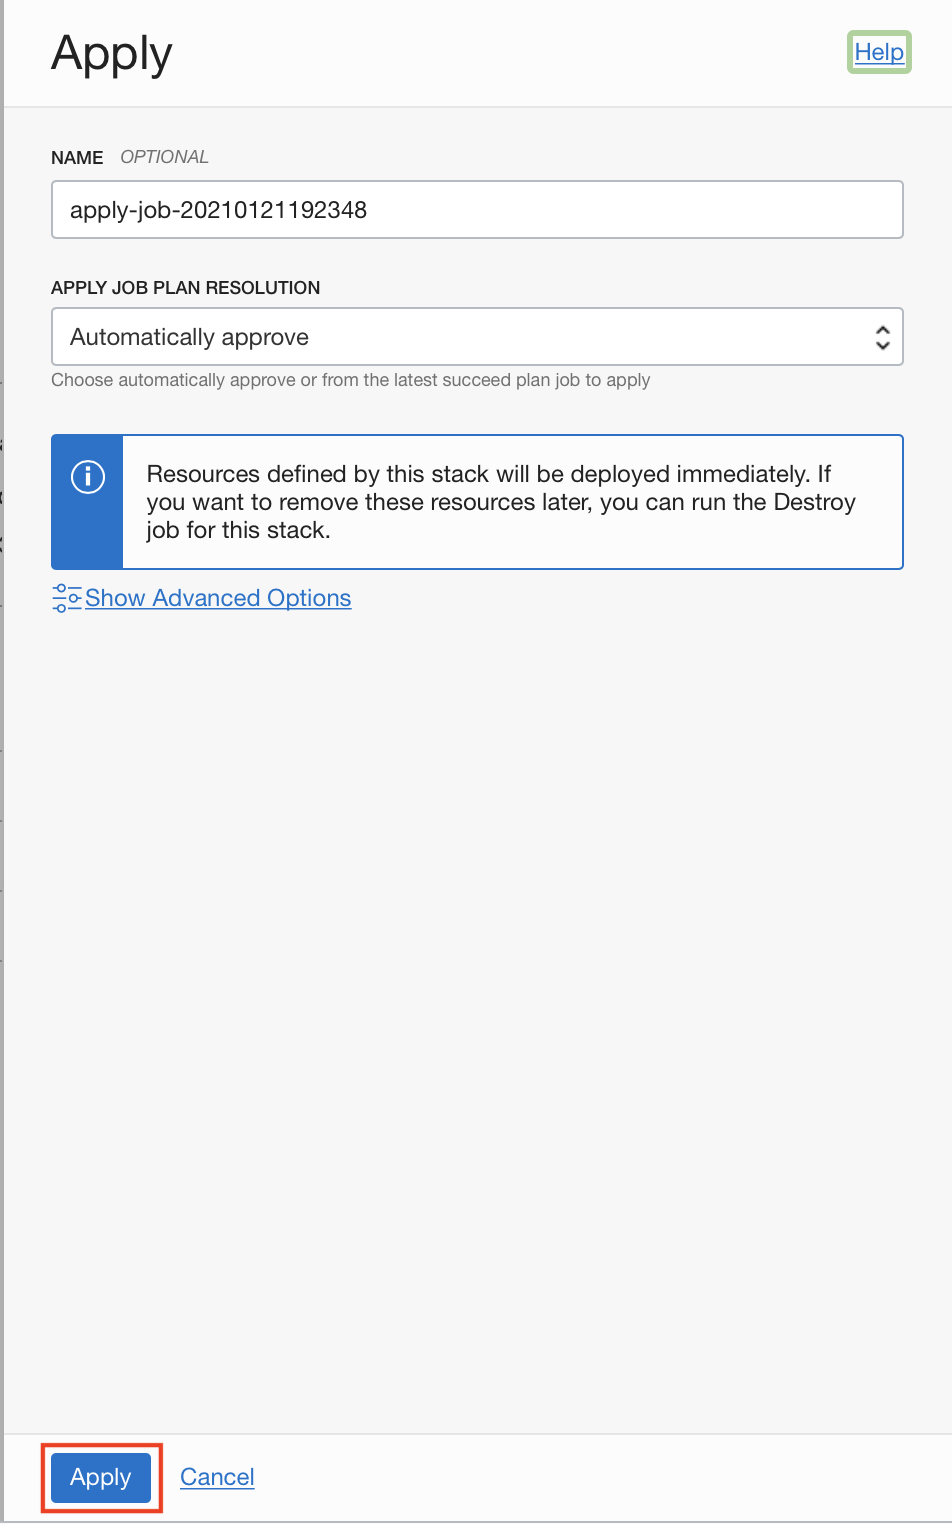 Apply
Help
NAME OPTIONAL
apply-job-20210121192348
APPLY JOB PLAN RESOLUTION
Automatically approve
Choose automatically approve or from the latest succeed plan job to apply
Resources defined by this stack will be deployed immediately. If
you want to remove these resources later, you can run the Destroy
job for this stack.
Show Advanced Options
Apply
Cancel